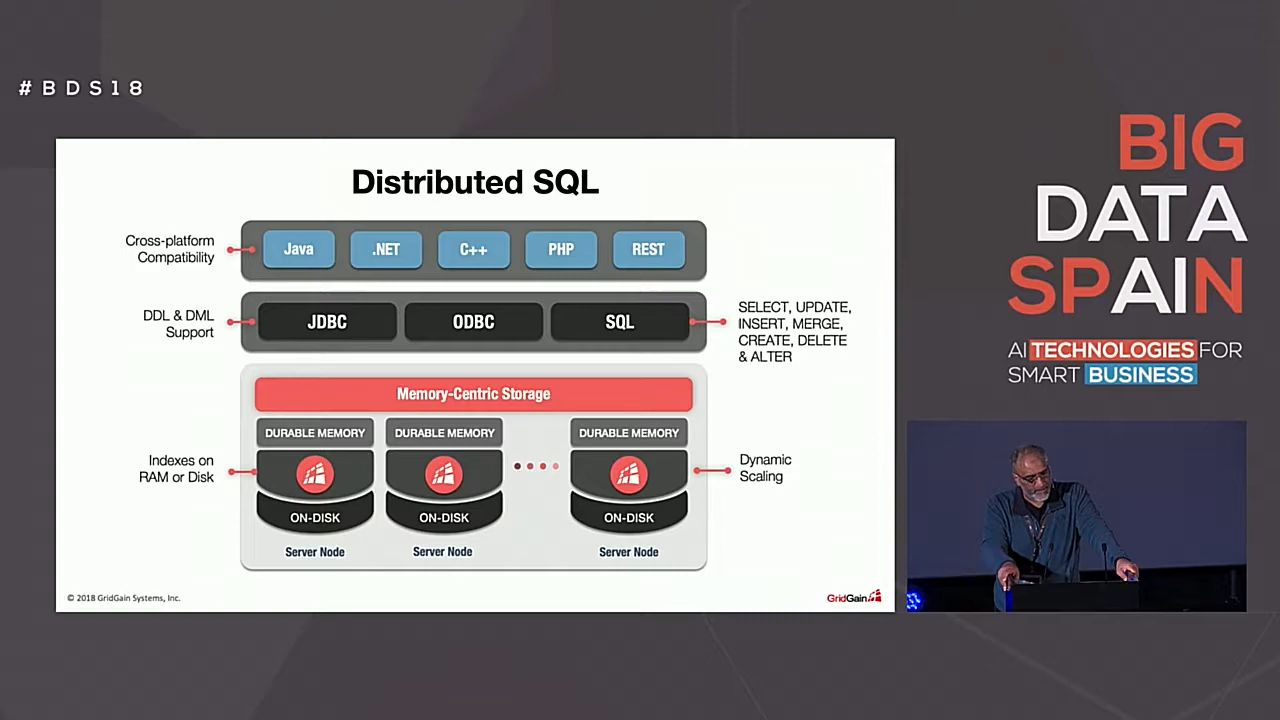 #BDS18
BIG
DATA
SPAIN
AI TECHNOLOGIES FOR
SMART BUSINESS
Distributed SQL
Cross-platform
Compatibility
Java
.NET
C++
PHP
REST
DDL & DML
Support
JDBC
ODBC
SQL
SELECT, UPDATE,
INSERT, MERGE,
CREATE, DELETE
& ALTER
Memory-Centric Storage
DURABLE MEMORY
DURABLE MEMORY
DURABLE MEMORY
Indexes on
RAM or Disk
Dynamic
Scaling
ON-DISK
ON-DISK
ON-DISK
Server Node
Server Node
Server Node
© 2018 GridGain Systems, Inc.
GridGain